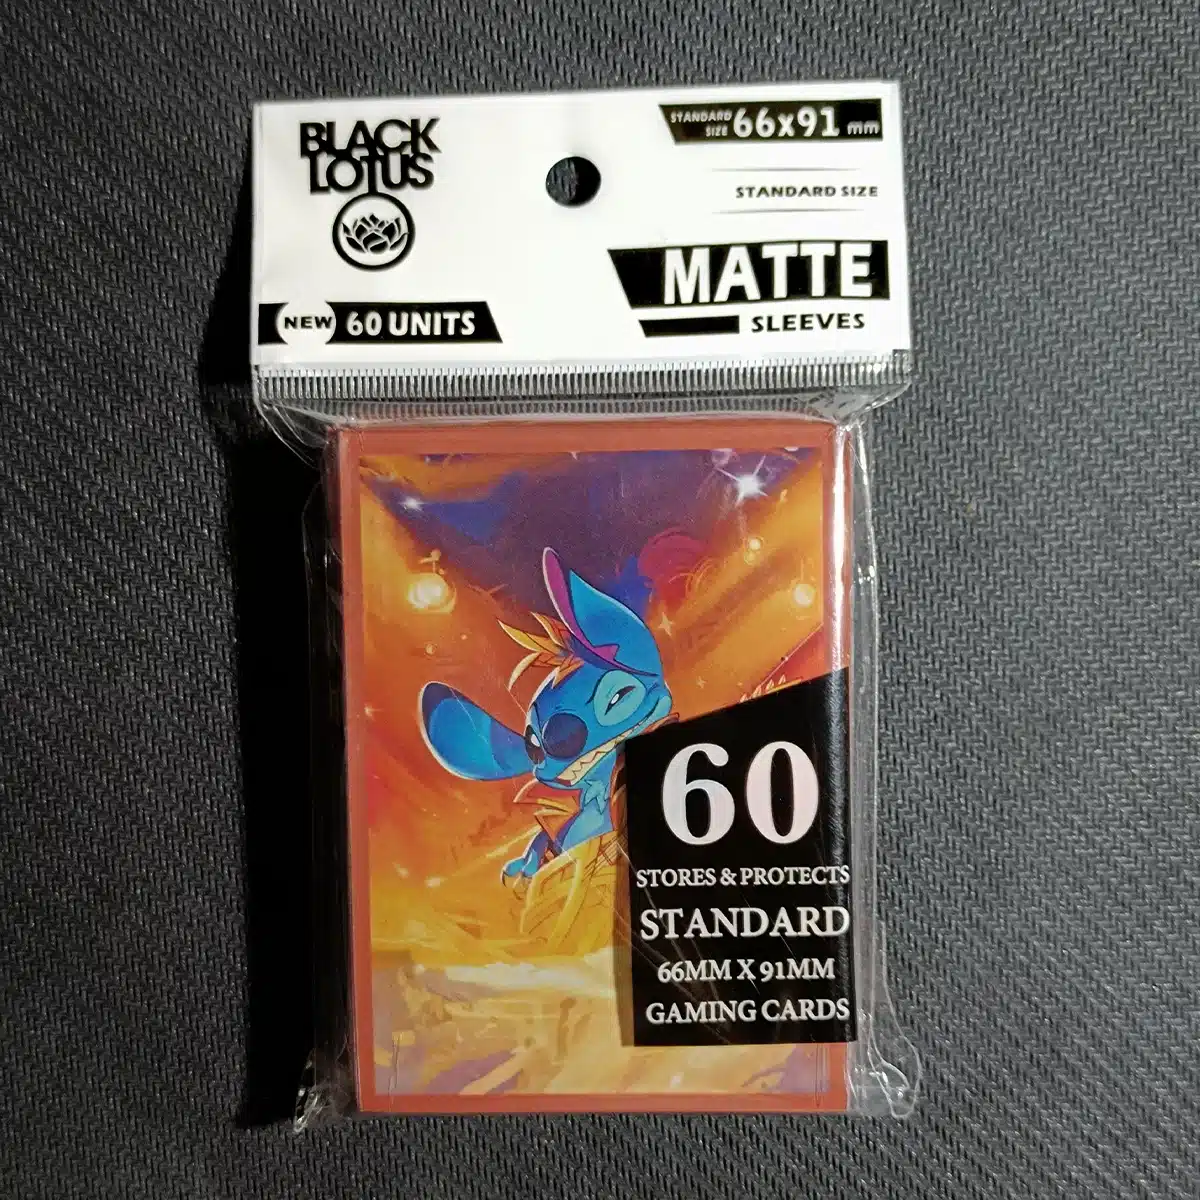 BLACK
LOTUS
NEW 60 UNITS
STANDARD
SIZE 66x91 mm
STANDARD SIZE
MATTE
SLEEVES
60
STORES & PROTECTS
STANDARD
66MM X 91MM
GAMING CARDS